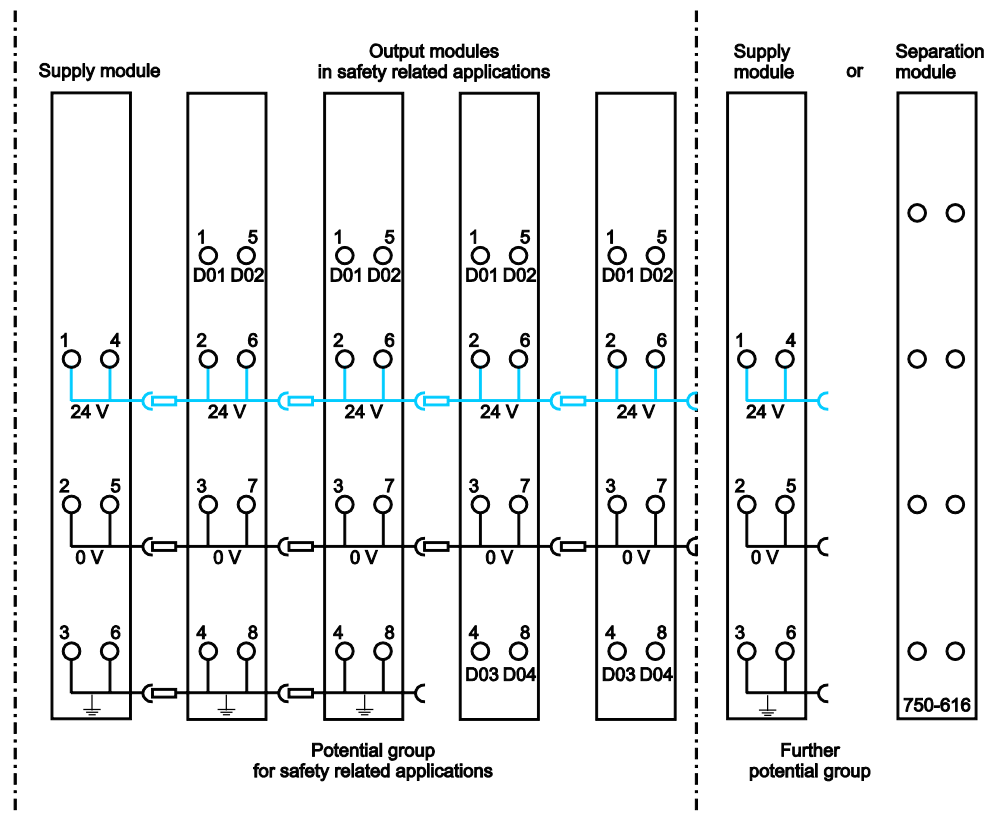 Supply module
Output modules
in safety related applications
Supply
module
or
Separation
module
1 5 1 5 1 5 1 5
D01 D02 D01 D02 D01 D02 D01 D02
1 4 2 6 2 6 2 6 2 6 1 4
24 V 24 V 24 V 24 V 24 V 24 V
2 5 3 7 3 7 3 7 3 7 2 5
0 V 0 V 0 V 0 V 0 V 0 V
3 6 4 8 4 8 4 8 4 8 3 6
D03 D04 D03 D04
750-616
Potential group
for safety related applications
Further
potential group